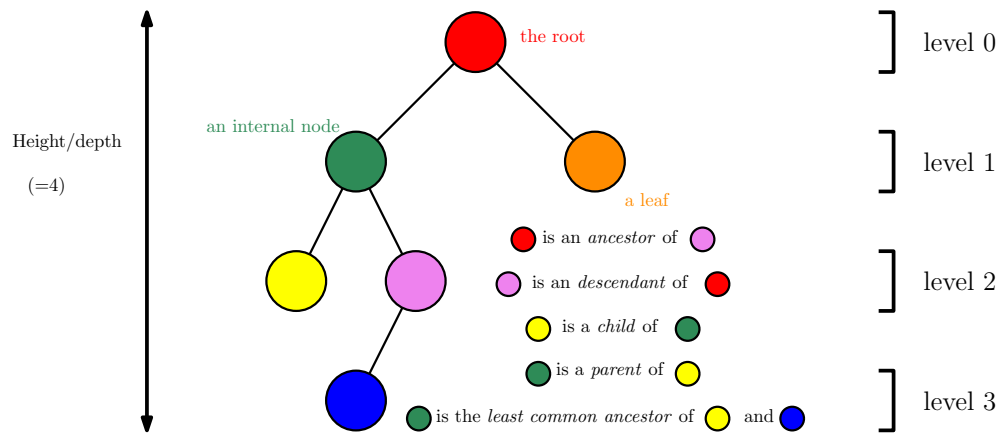 the root
level 0
an internal node
Height/depth
(=4)
level 1
a leaf
is an ancestor of
is an descendant of
level 2
is a child of
is a parent of
level 3
is the least common ancestor of and